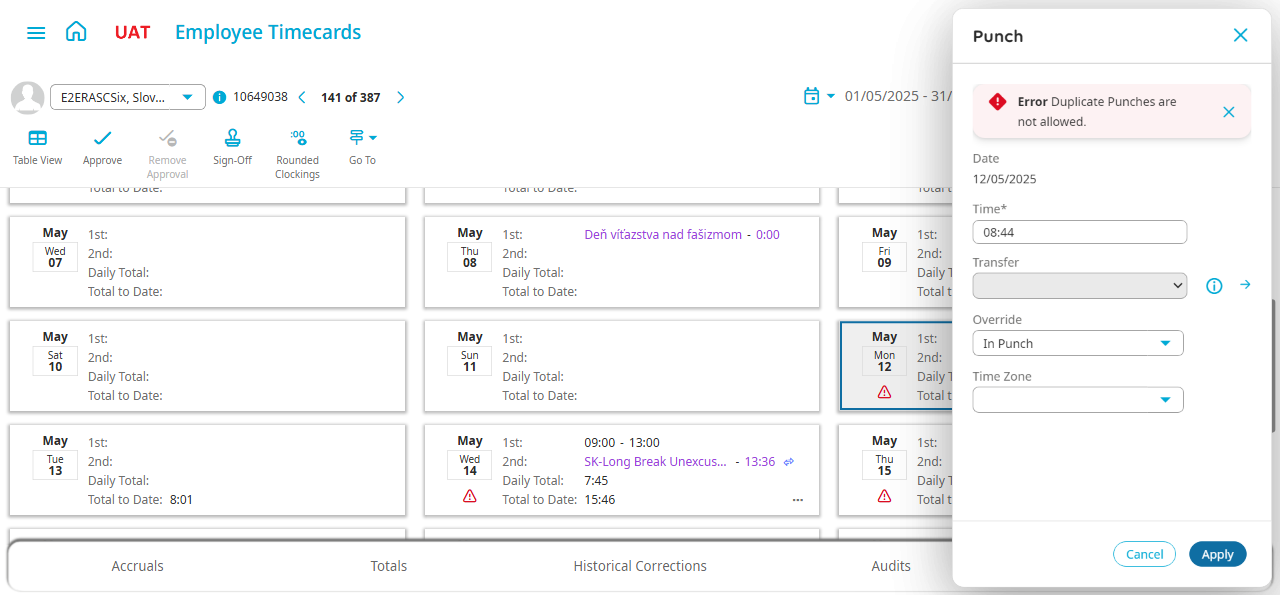 UAT
Employee Timecards
E2ERASCSix, Slov...
10649038
141 of 387
01/05/2025 - 31/
Table View
Approve
Remove
Approval
Sign-Off
Rounded
Clockings
Go To
Total to Date:
Total to Date:
May
Wed
07
1st:
2nd:
Daily Total:
Total to Date:
May
Thu
08
1st:
Deň víťazstva nad fašizmom - 0:00
2nd:
Daily Total:
Total to Date:
May
Fri
09
1st:
2nd:
Daily T
Total t
May
Sat
10
1st:
2nd:
Daily Total:
Total to Date:
May
Sun
11
1st:
2nd:
Daily Total:
Total to Date:
May
Mon
12
1st:
2nd:
Daily T
Total t
May
Tue
13
1st:
2nd:
Daily Total:
Total to Date: 8:01
May
Wed
14
1st: 09:00 - 13:00
2nd: SK-Long Break Unexcus... - 13:36
Daily Total: 7:45
Total to Date: 15:46
...
May
Thu
15
1st:
2nd:
Daily T
Total t
Accruals
Totals
Historical Corrections
Audits
Punch
Error Duplicate Punches are
not allowed.
Date
12/05/2025
Time*
08:44
Transfer
Override
In Punch
Time Zone
Cancel
Apply